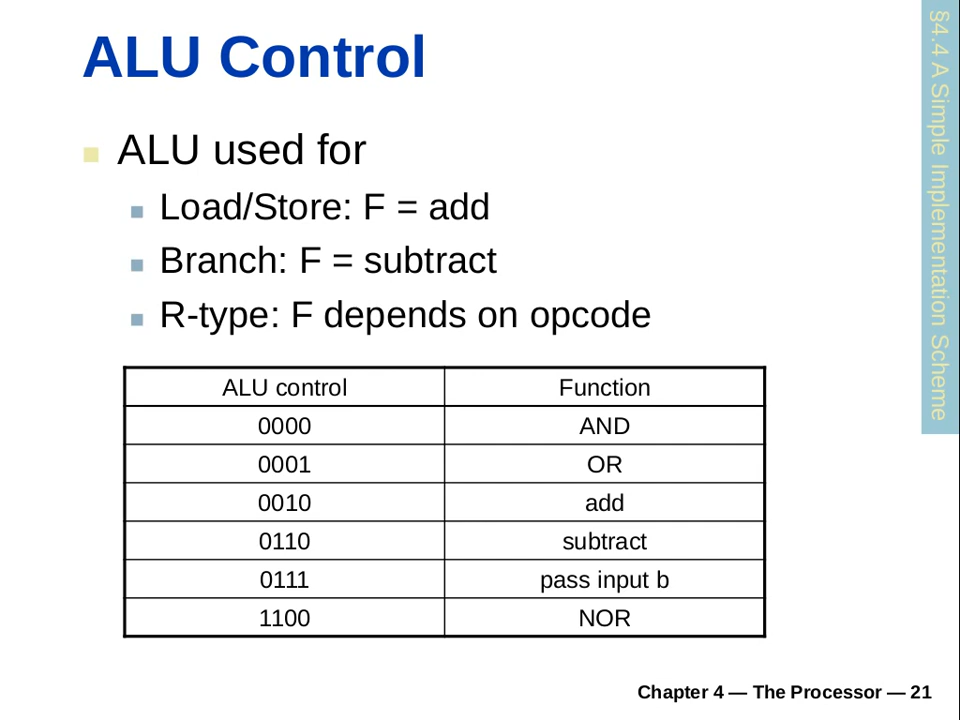 ALU Control
§4.4 A Simple Implementation Scheme
ALU used for
Load/Store: F = add
Branch: F = subtract
R-type: F depends on opcode
ALU control Function
0000 AND
0001 OR
0010 add
0110 subtract
0111 pass input b
1100 NOR
Chapter 4 — The Processor — 21